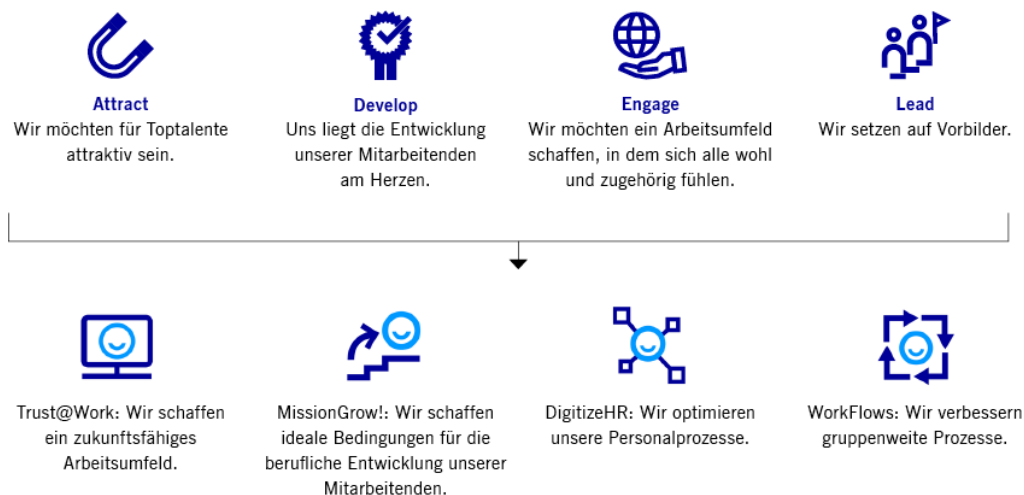 Attract
Wir möchten für Toptalente
attraktiv sein.
Develop
Uns liegt die Entwicklung
unserer Mitarbeitenden
am Herzen.
Engage
Wir möchten ein Arbeitsumfeld
schaffen, in dem sich alle wohl
und zugehörig fühlen.
Lead
Wir setzen auf Vorbilder.
Trust@Work: Wir schaffen
ein zukunftsfähiges
Arbeitsumfeld.
MissionGrow!: Wir schaffen
ideale Bedingungen für die
berufliche Entwicklung unserer
Mitarbeitenden.
DigitizeHR: Wir optimieren
unsere Personalprozesse.
WorkFlows: Wir verbessern
gruppenweite Prozesse.